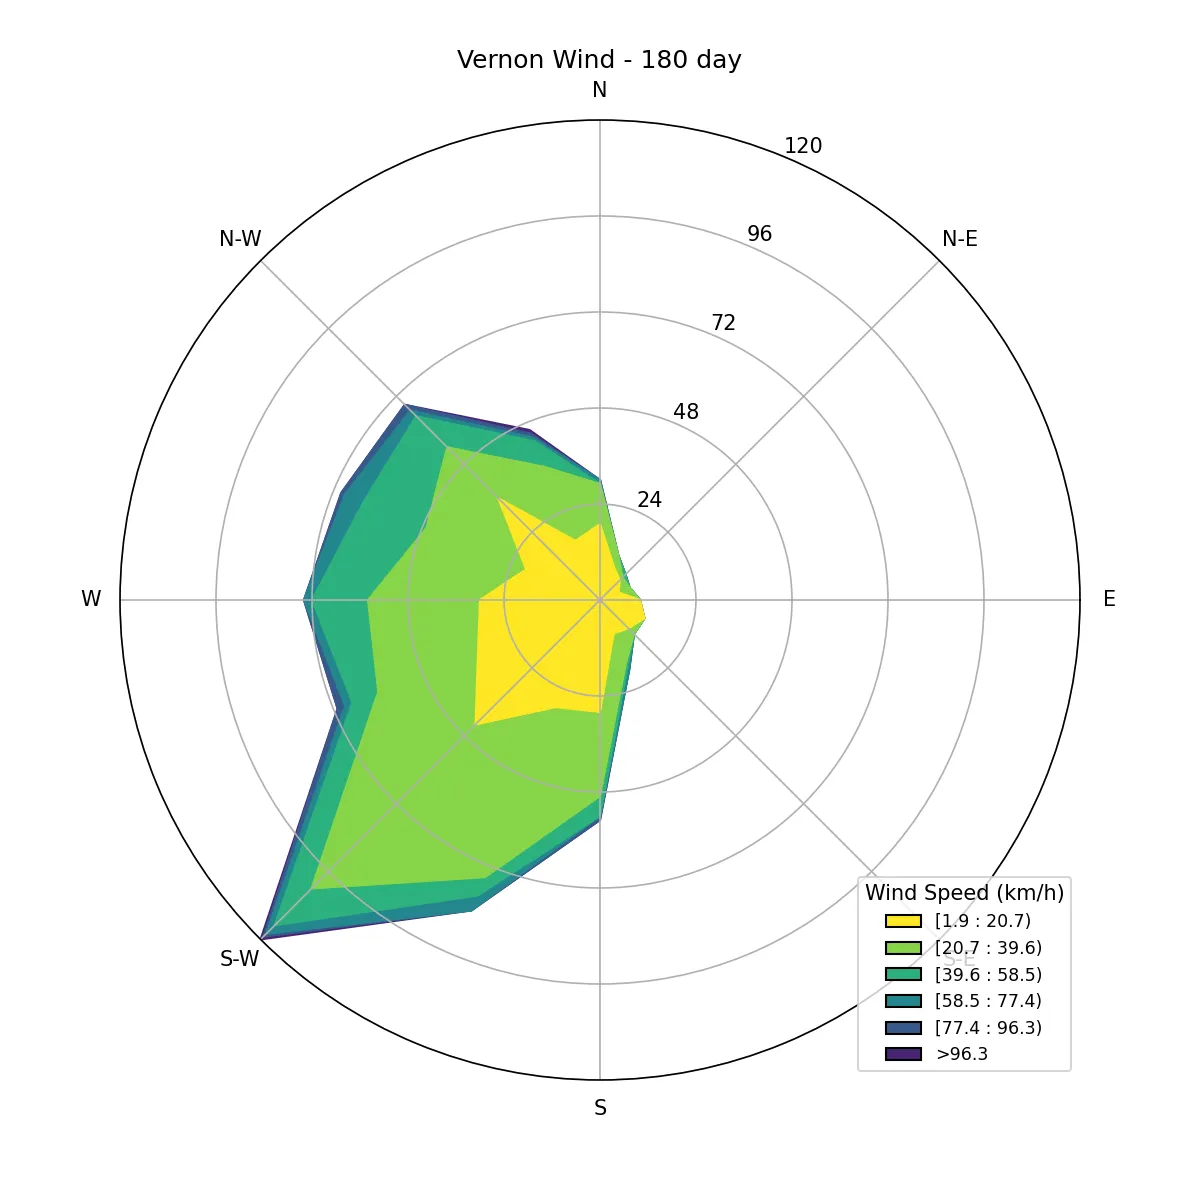 Vernon Wind - 180 day
N
120
N-W
96
N-E
72
48
24
W
E
Wind Speed (km/h)
[1.9 : 20.7)
[20.7 : 39.6)
S-W
S-E
[39.6 : 58.5)
[58.5 : 77.4)
[77.4 : 96.3)
>96.3
S